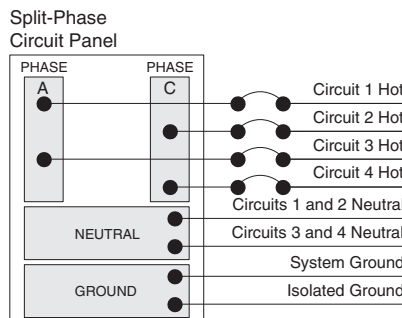 Split-Phase
Circuit Panel
PHASE PHASE
A C
Circuit 1 Hot
Circuit 2 Hot
Circuit 3 Hot
Circuit 4 Hot
Circuits 1 and 2 Neutral
NEUTRAL
Circuits 3 and 4 Neutral
System Ground
GROUND
Isolated Ground